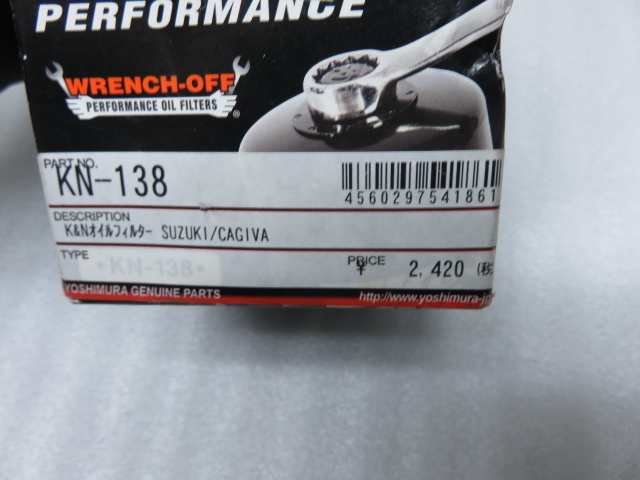 PERFORMANCE
WRENCH-OFF
PERFORMANCE OIL FILTERS
®
PART NO.
KN-138
4560297541861
DESCRIPTION
K&Nオイルフィルター SUZUKI/CAGIVA
TYPE
•KN-138•
PRICE
¥ 2,420 (税
YOSHIMURA GENUINE PARTS
http://www.yoshimura-j